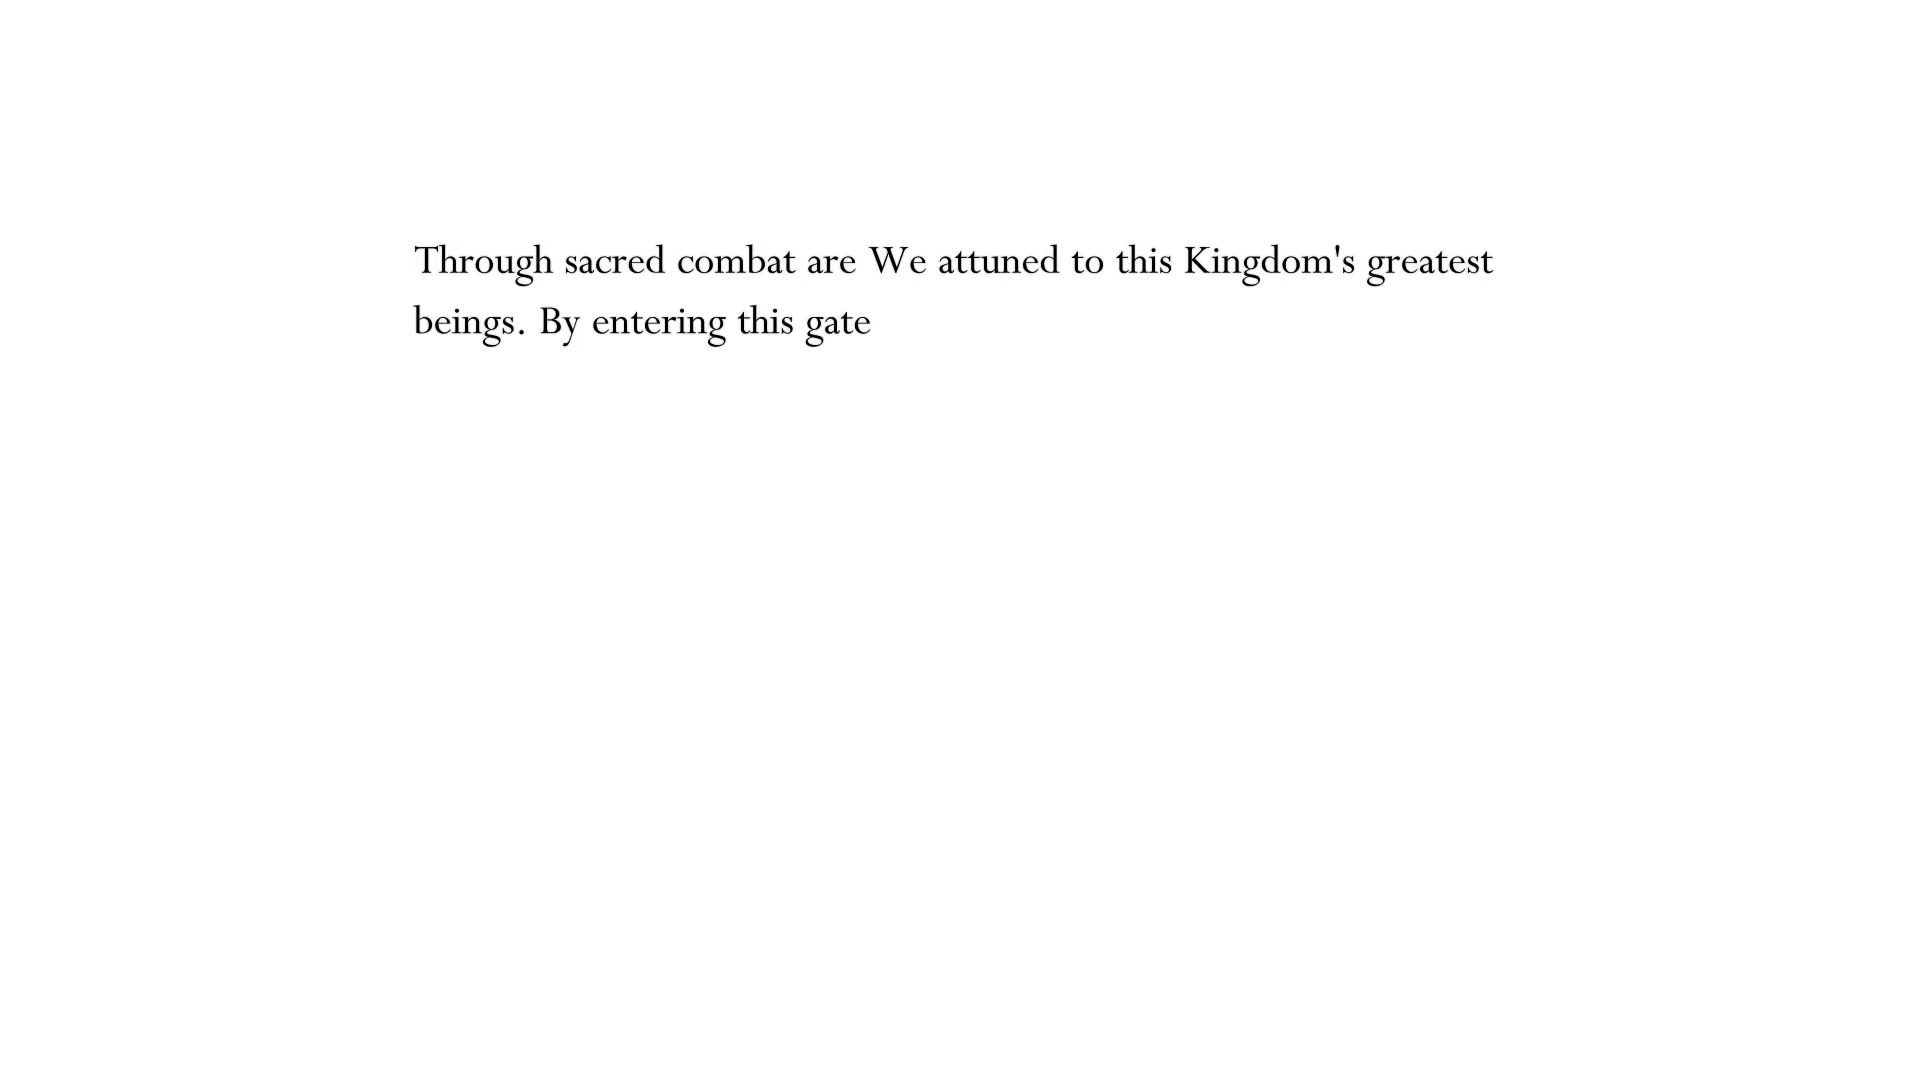 Through sacred combat are We attuned to this Kingdom's greatest
beings. By entering this gate